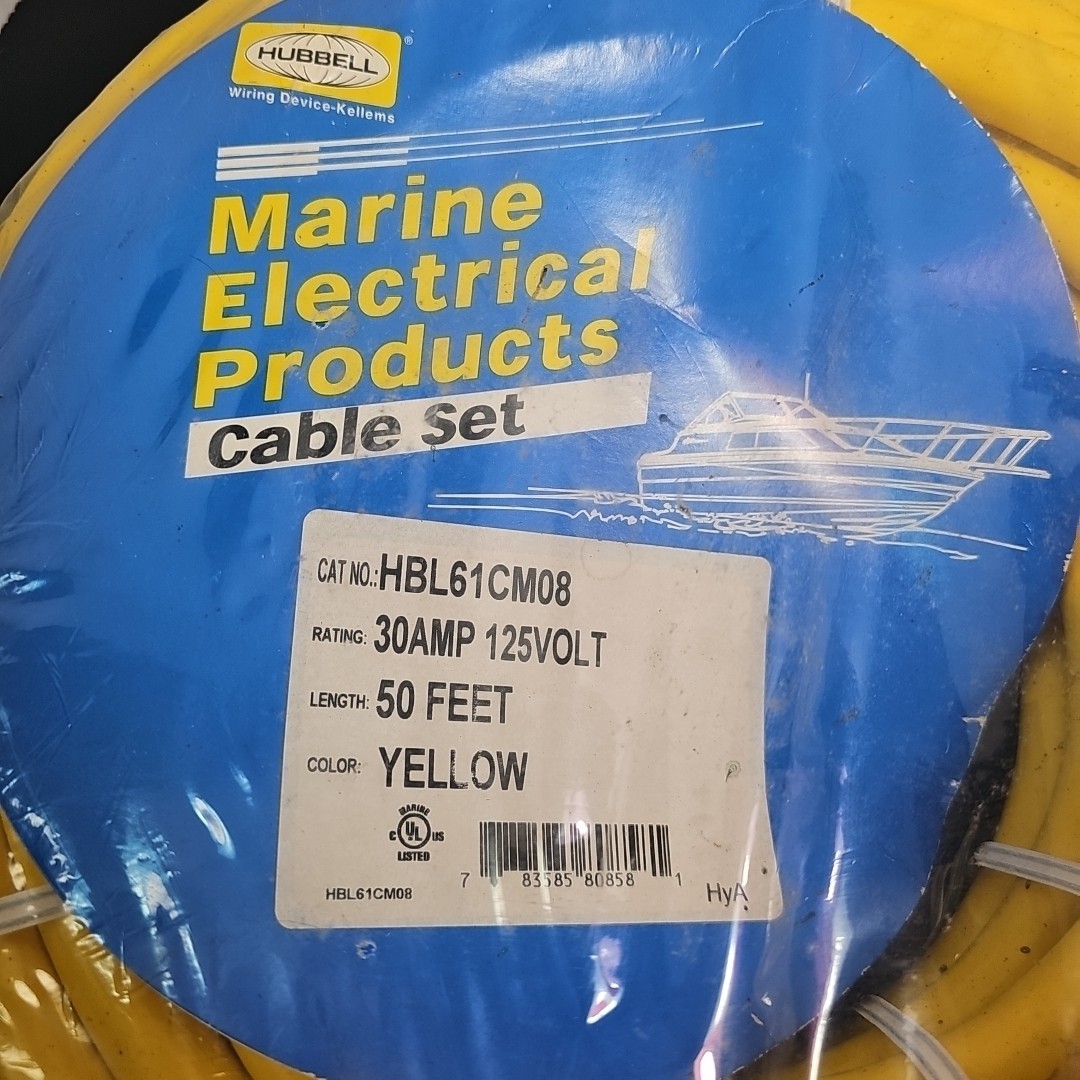 HUBBELL
®
Wiring Device-Kellems
Marine
Electrical
Products
Cable Set
CAT NO.: HBL61CM08
RATING: 30AMP 125VOLT
LENGTH: 50 FEET
COLOR: YELLOW
MARINE
C UL US
LISTED
7 83585 80858 1
HBL61CM08
HyA